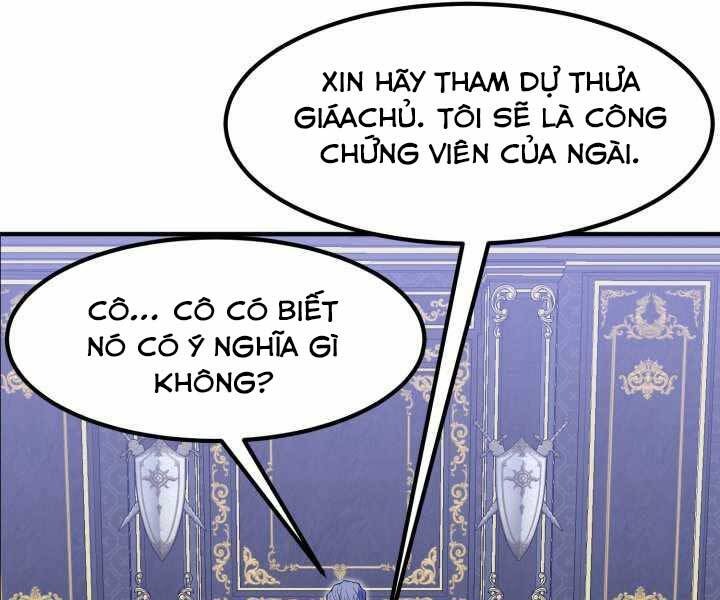 XIN HÃY THAM DỰ THƯA
GIÁACHỦ. TÔI SẼ LÀ CÔNG
CHỨNG VIÊN CỦA NGÀI.
CÔ... CÔ CÓ BIẾT
NÓ CÓ Ý NGHĨA GÌ
KHÔNG?